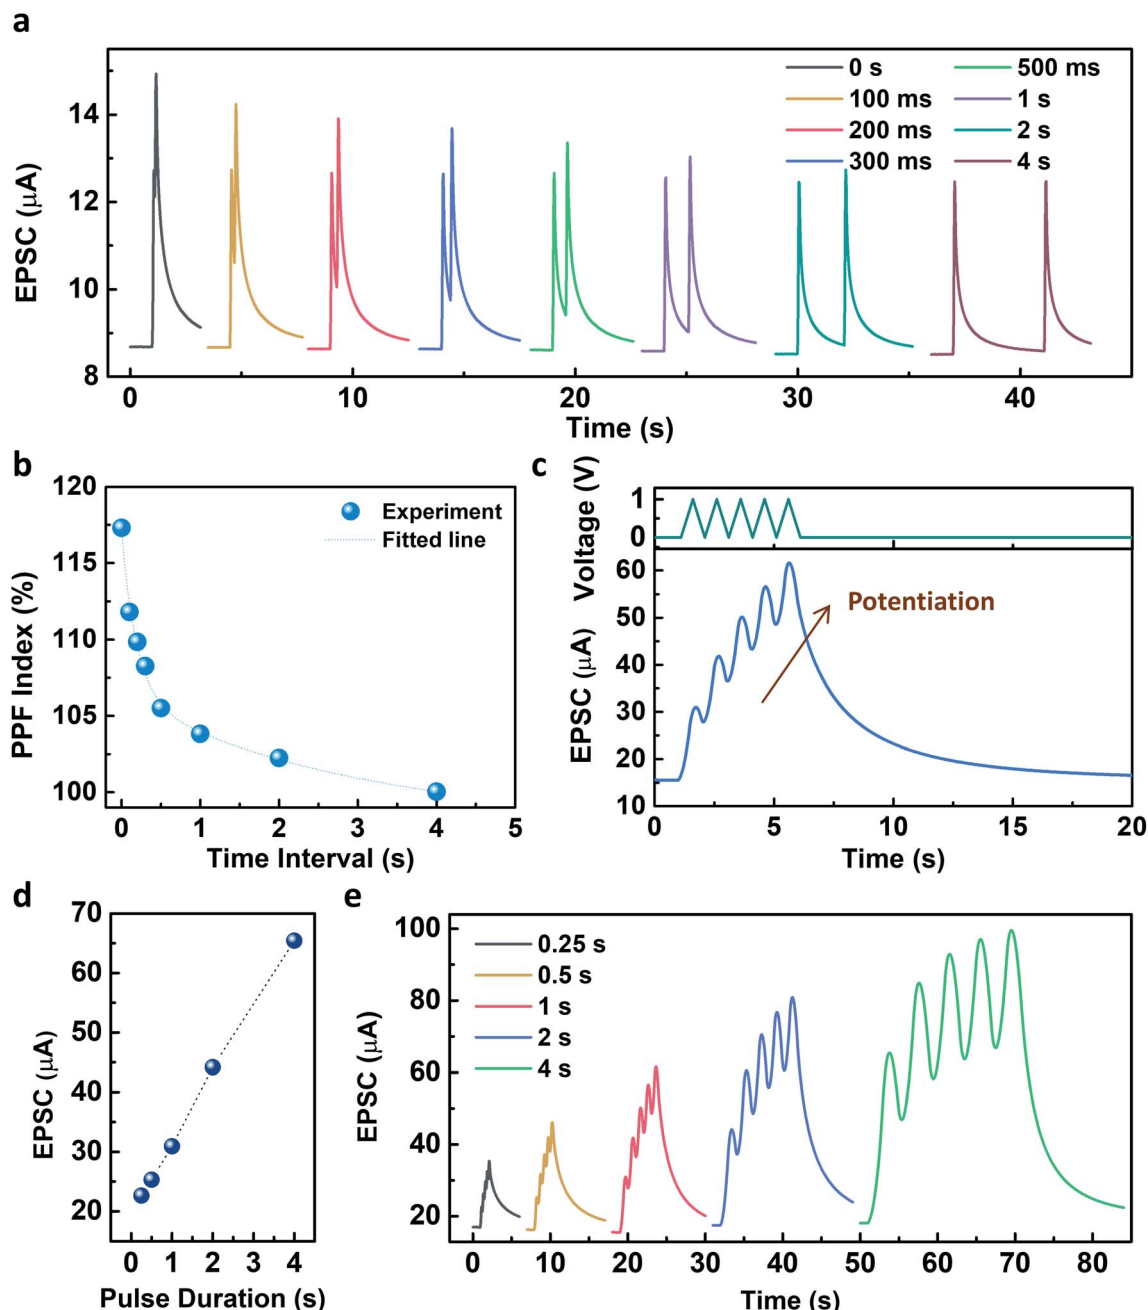 a
EPSC (μA)
14
12
10
8
0 s
100 ms
200 ms
300 ms
500 ms
1 s
2 s
4 s
0 10 20 30 40
Time (s)
b
PPF Index (%)
120
115
110
105
100
Experiment
Fitted line
0 1 2 3 4 5
Time Interval (s)
c
Voltage (V)
1
0
EPSC (μA)
60
50
40
30
20
10
Potentiation
0 5 10 15 20
Time (s)
d
EPSC (μA)
70
60
50
40
30
20
0 1 2 3 4
Pulse Duration (s)
e
EPSC (μA)
100
80
60
40
20
0.25 s
0.5 s
1 s
2 s
4 s
0 10 20 30 40 50 60 70 80
Time (s)